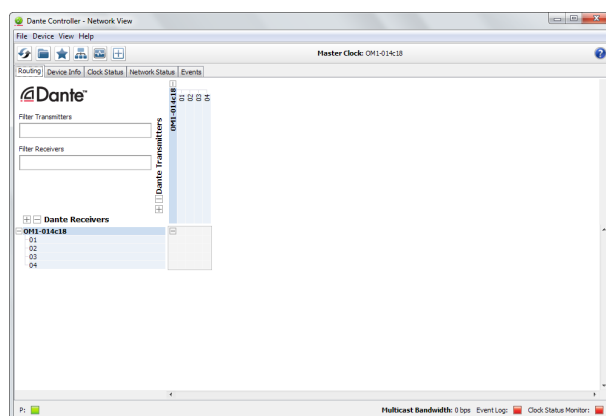 Dante Controller - Network View
File Device View Help
Master Clock: OM1-014c18
Routing Device Info Clock Status Network Status Events
Dante™
Filter Transmitters
Filter Receivers
Dante Transmitters
OM1-014c18
01
02
03
04
Dante Receivers
OM1-014c18
01
02
03
04
P:
Multicast Bandwidth: 0 bps Event Log: Clock Status Monitor: